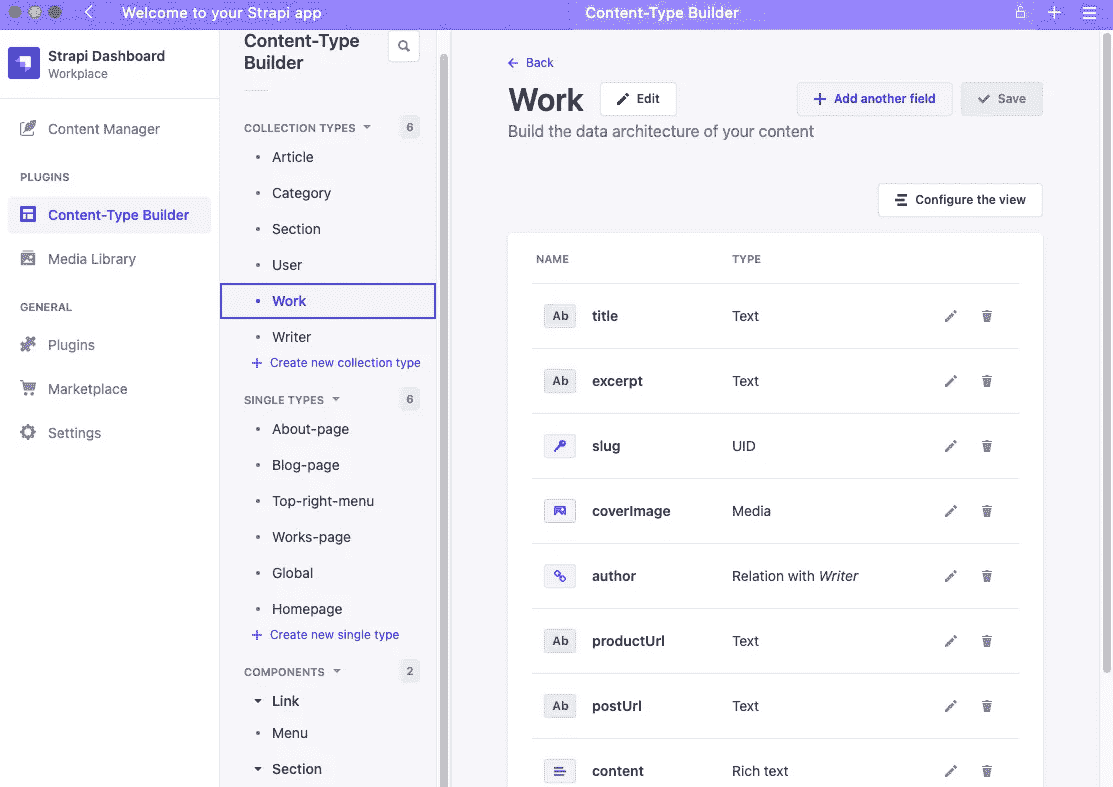 Welcome to your Strapi app
Content-Type Builder
Strapi Dashboard
Workplace
Content Manager
PLUGINS
Content-Type Builder
Media Library
GENERAL
Plugins
Marketplace
Settings
Content-Type
Builder
COLLECTION TYPES 6
Article
Category
Section
User
Work
Writer
Create new collection type
SINGLE TYPES 6
About-page
Blog-page
Top-right-menu
Works-page
Global
Homepage
Create new single type
COMPONENTS 2
Link
Menu
Section
Back
Work
Edit
Add another field
Save
Build the data architecture of your content
Configure the view
NAME TYPE
Ab title Text
Ab excerpt Text
slug UID
coverImage Media
author Relation with Writer
Ab productUrl Text
Ab postUrl Text
content Rich text